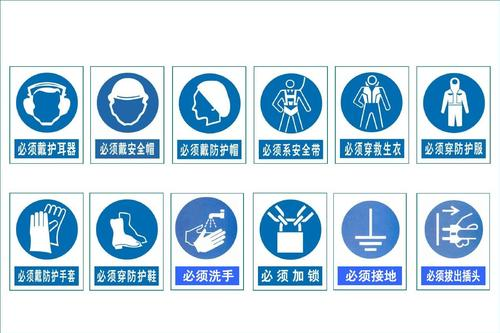 必须戴护耳器
必须戴安全帽
必须戴防护帽
必须系安全带
必须穿救生衣
必须穿防护服
必须戴防护手套
必须穿防护鞋
必须洗手
必须加锁
必须接地
必须拔出插头